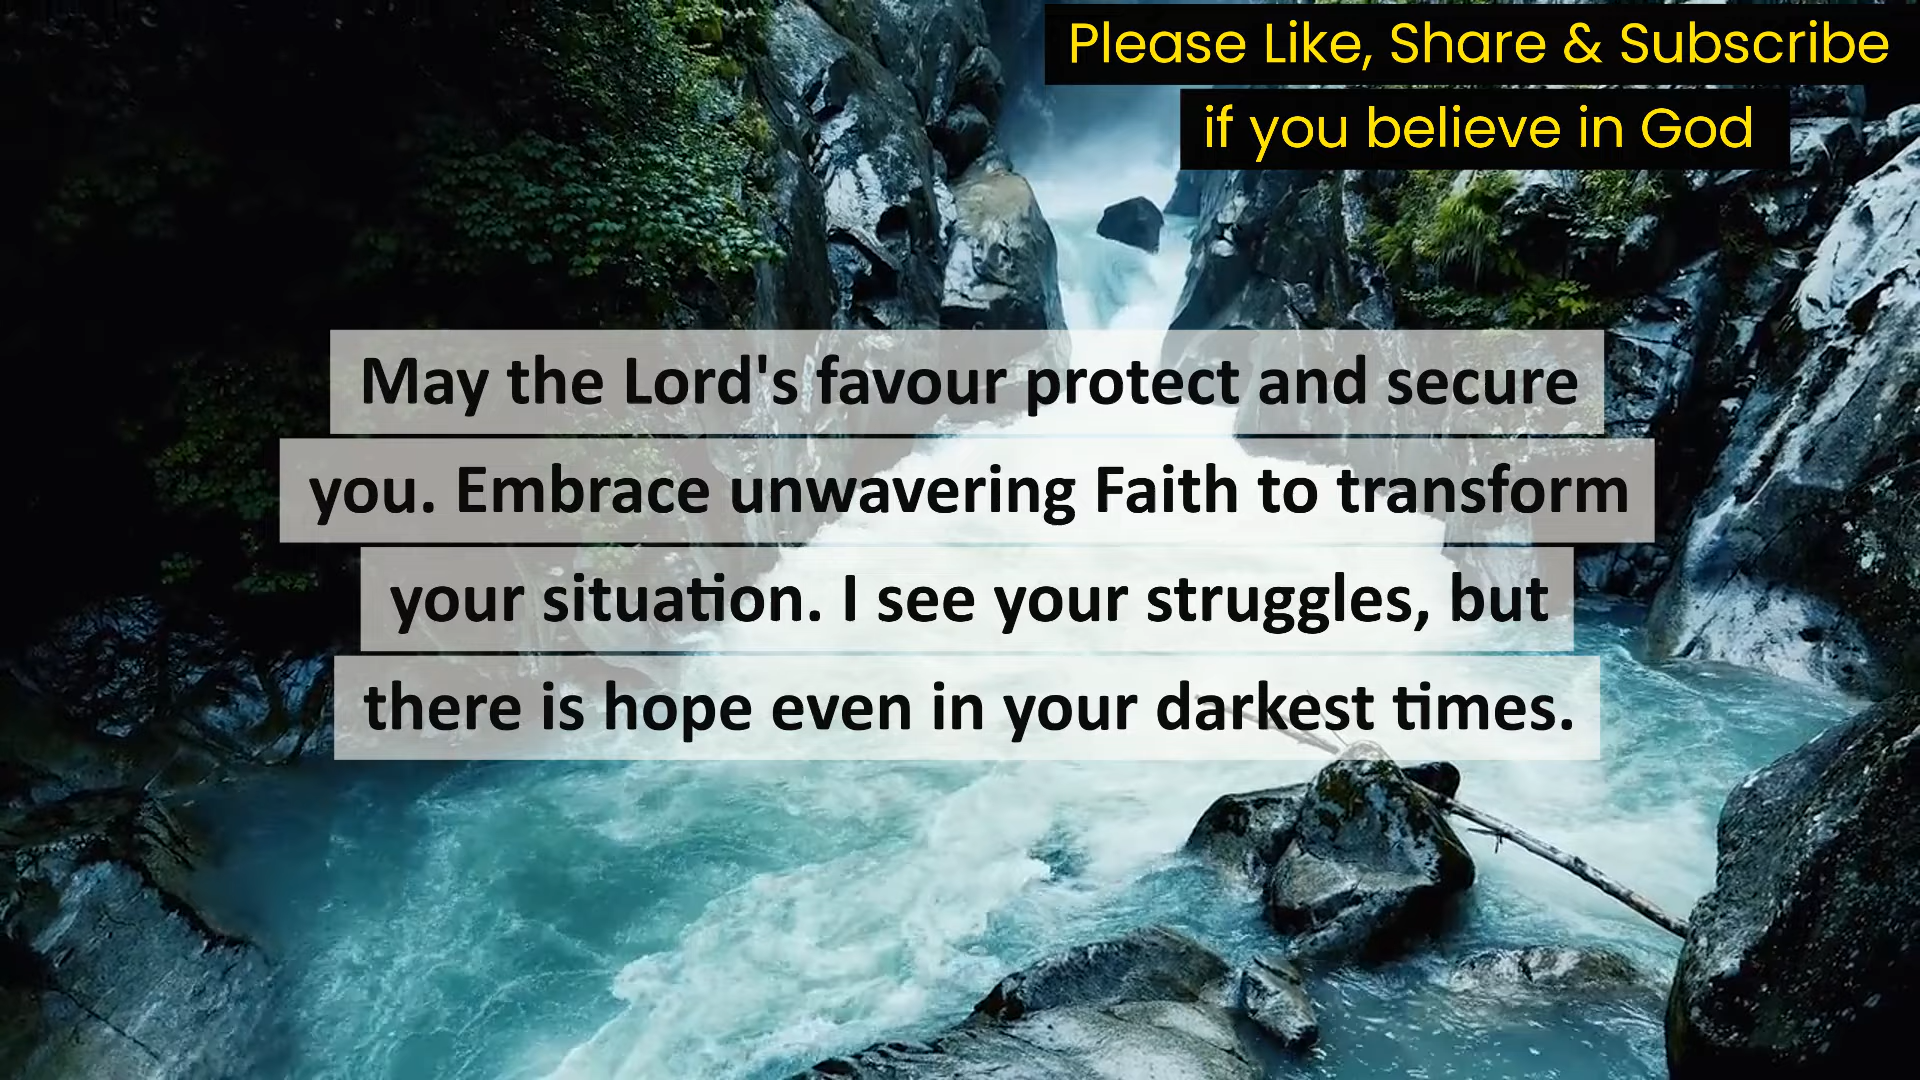 Please Like, Share & Subscribe
if you believe in God
May the Lord's favour protect and secure
you. Embrace unwavering Faith to transform
your situation. I see your struggles, but
there is hope even in your darkest times.